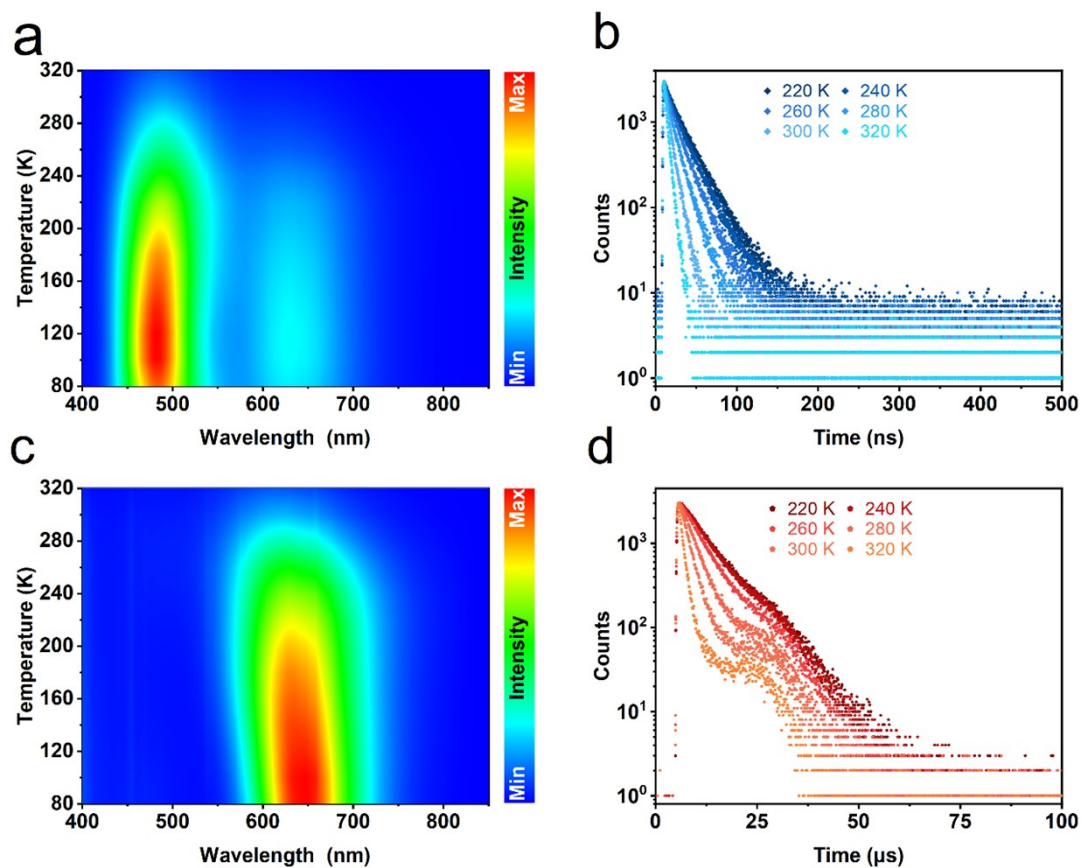 a
320
280
240
200
160
120
80
Temperature (K)
400 500 600 700 800
Wavelength (nm)
Max
Intensity
Min
b
220 K 240 K
260 K 280 K
300 K 320 K
10³
10²
10¹
10⁰
Counts
0 100 200 300 400 500
Time (ns)
c
320
280
240
200
160
120
80
Temperature (K)
400 500 600 700 800
Wavelength (nm)
Max
Intensity
Min
d
220 K 240 K
260 K 280 K
300 K 320 K
10³
10²
10¹
10⁰
Counts
0 25 50 75 100
Time (μs)